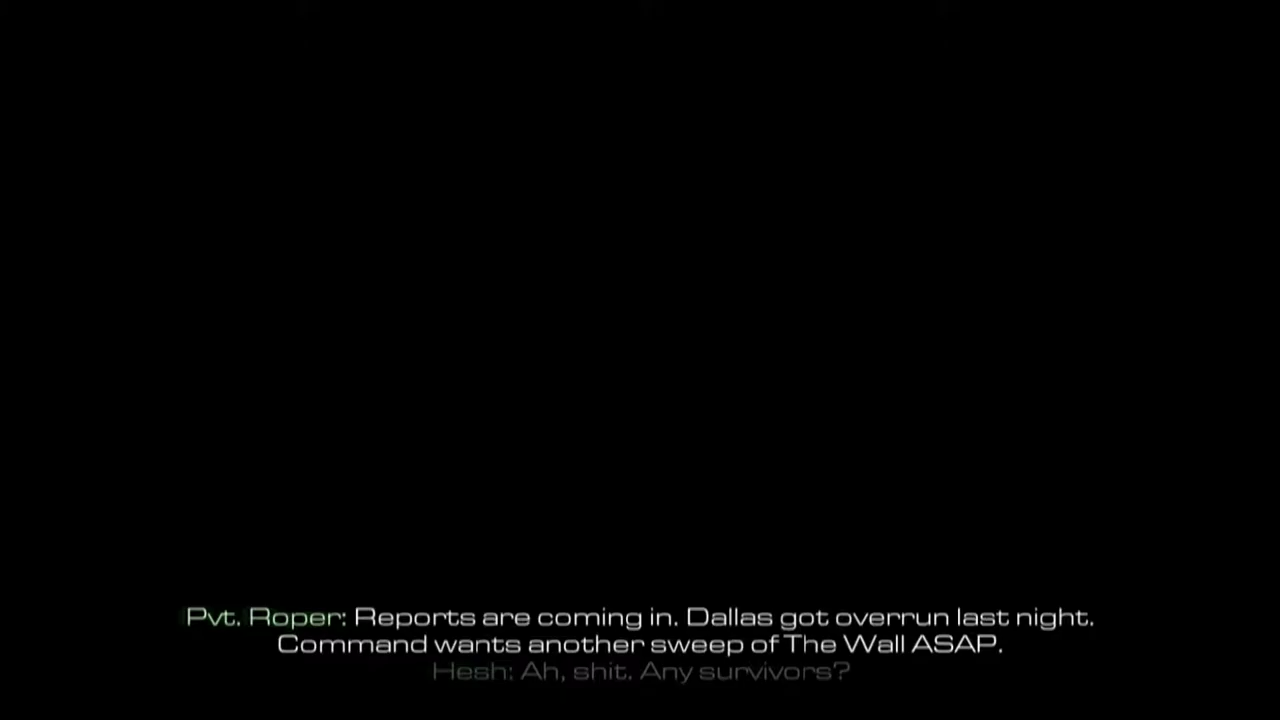 Pvt. Roper: Reports are coming in. Dallas got overrun last night.
Command wants another sweep of The Wall ASAP.
Hesh: Ah, shit. Any survivors?